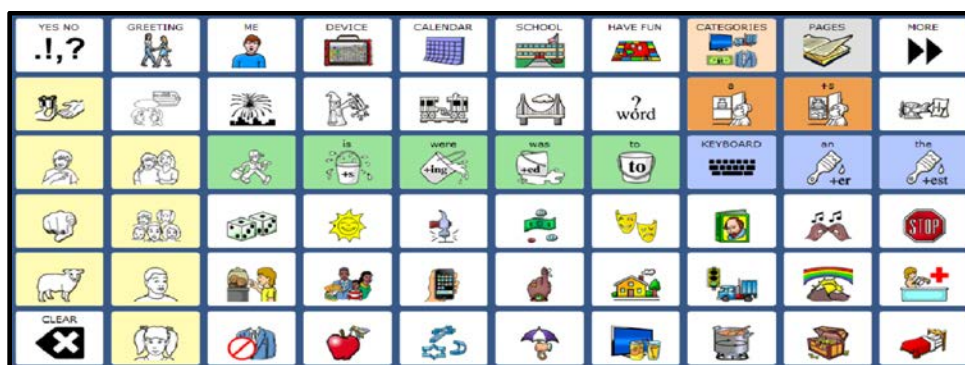 YES NO
.!,?
GREETING
ME
DEVICE
CALENDAR
SCHOOL
HAVE FUN
CATEGORIES
PAGES
MORE
?
word
a
+s
is
+s
were
+ing
was
+ed
to
to
KEYBOARD
an
+er
the
+est
STOP
CLEAR